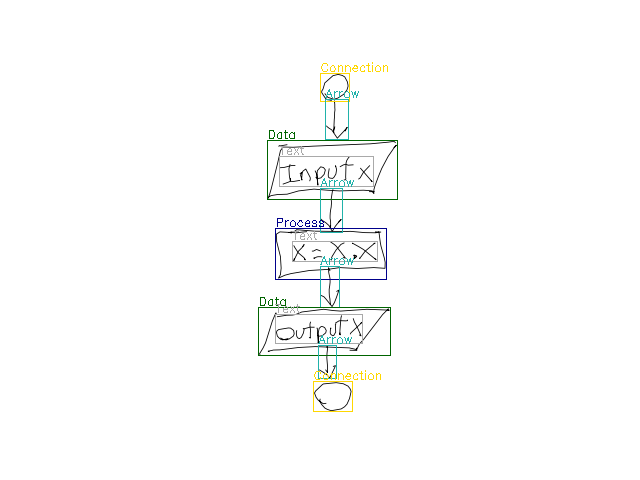 Connection
Arrow
Data
Text
Input x
Arrow
Process
Text
X = X . X
Arrow
Data
Text
Output X
Arrow
Connection